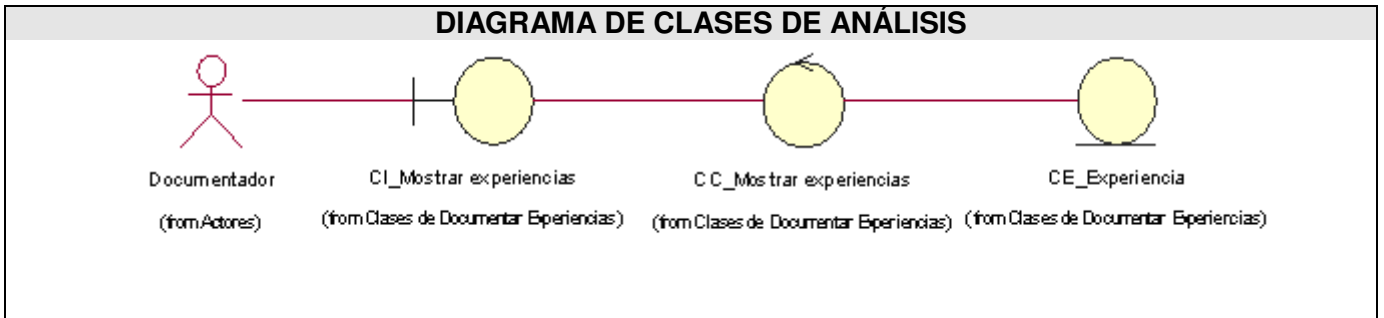 DIAGRAMA DE CLASES DE ANÁLISIS
Documentador CI_Mostrar experiencias CC_Mostrar experiencias CE_Experiencia
(from Actores) (from Clases de Documentar Experiencias) (from Clases de Documentar Experiencias) (from Clases de Documentar Experiencias)